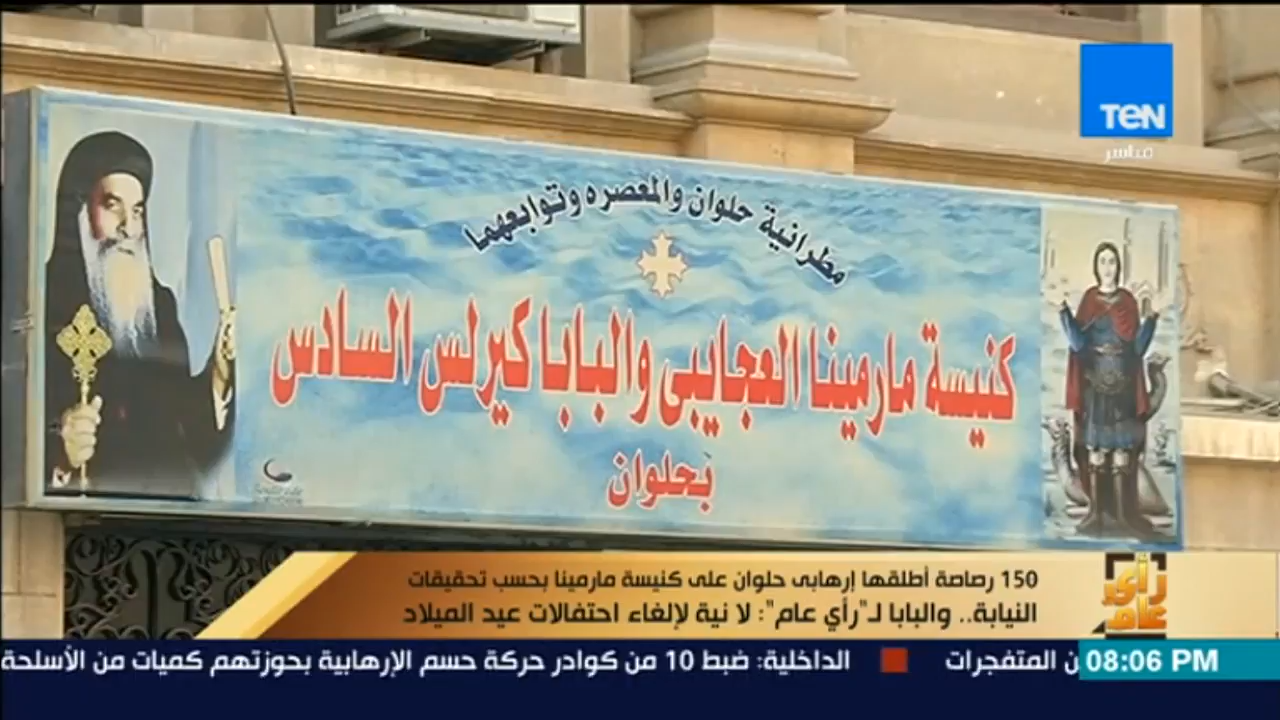 TEN
مباشر
مطرانية حلوان والمعصره وتوابعهما
كنيسة مارمينا العجايبى والبابا كيرلس السادس
بحلوان
150 رصاصة أطلقها إرهابى حلوان على كنيسة مارمينا بحسب تحقيقات
النيابة.. والبابا لـ"رأي عام": لا نية لإلغاء احتفالات عيد الميلاد
رأي
عام
08:06 PM
ن المتفجرات
الداخلية: ضبط 10 من كوادر حركة حسم الإرهابية بحوزتهم كميات من الأسلحة